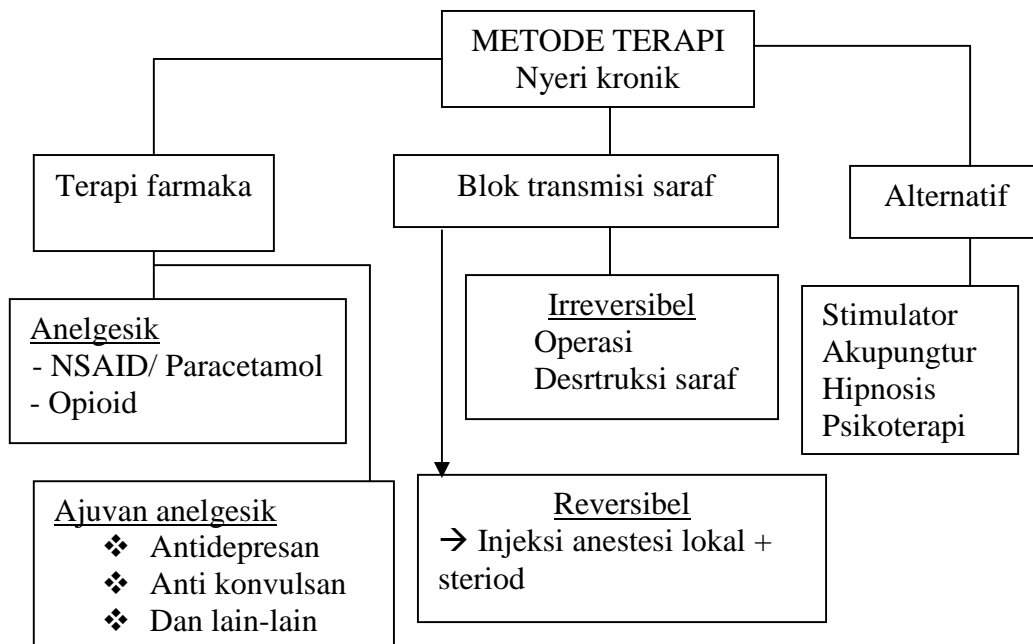 METODE TERAPI
Nyeri kronik
Terapi farmaka
Blok transmisi saraf
Alternatif
Anelgesik
- NSAID/ Paracetamol
- Opioid
Irreversibel
Operasi
Desrtruksi saraf
Stimulator
Akupungtur
Hipnosis
Psikoterapi
Ajuvan anelgesik
❖ Antidepresan
❖ Anti konvulsan
❖ Dan lain-lain
Reversibel
→ Injeksi anestesi lokal +
steriod